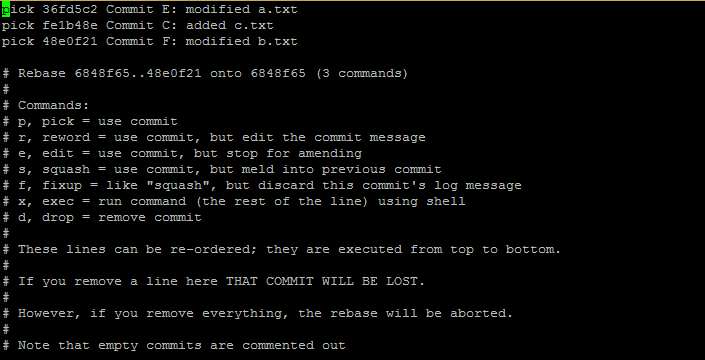 pick 36fd5c2 Commit E: modified a.txt
pick fe1b48e Commit C: added c.txt
pick 48e0f21 Commit F: modified b.txt
# Rebase 6848f65..48e0f21 onto 6848f65 (3 commands)
#
# Commands:
# p, pick = use commit
# r, reword = use commit, but edit the commit message
# e, edit = use commit, but stop for amending
# s, squash = use commit, but meld into previous commit
# f, fixup = like "squash", but discard this commit's log message
# x, exec = run command (the rest of the line) using shell
# d, drop = remove commit
#
# These lines can be re-ordered; they are executed from top to bottom.
#
# If you remove a line here THAT COMMIT WILL BE LOST.
#
# However, if you remove everything, the rebase will be aborted.
#
# Note that empty commits are commented out